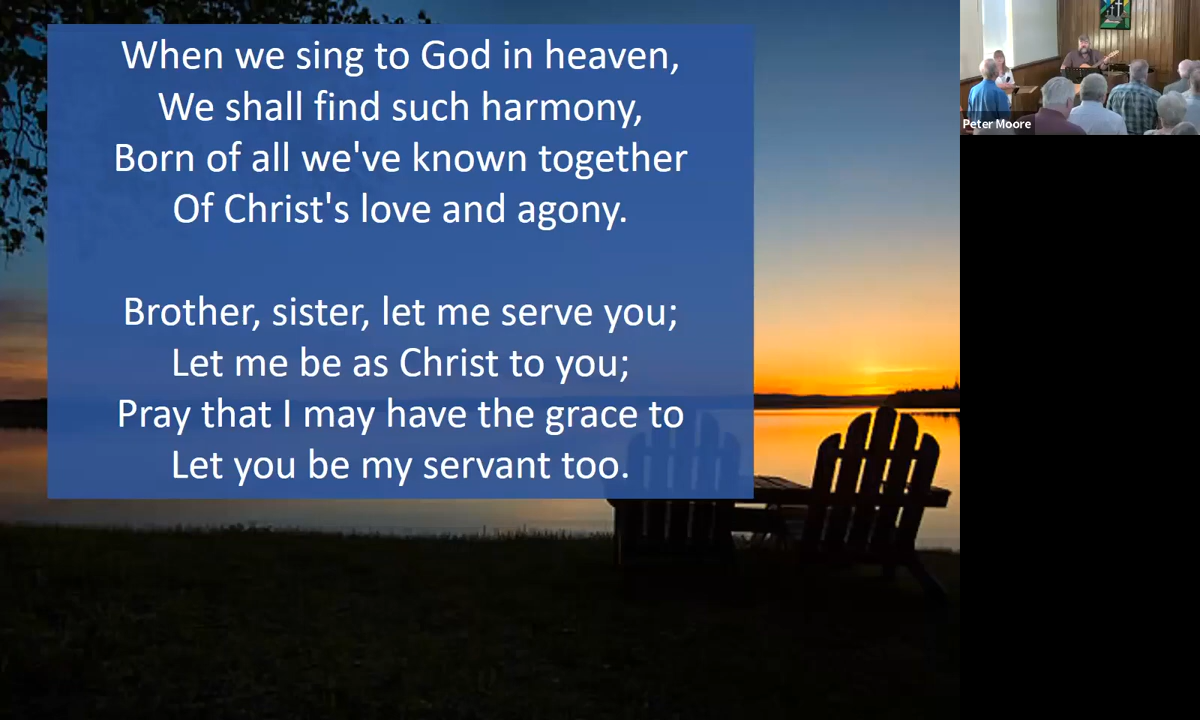 When we sing to God in heaven,
We shall find such harmony,
Born of all we've known together
Of Christ's love and agony.
Brother, sister, let me serve you;
Let me be as Christ to you;
Pray that I may have the grace to
Let you be my servant too.
Peter Moore